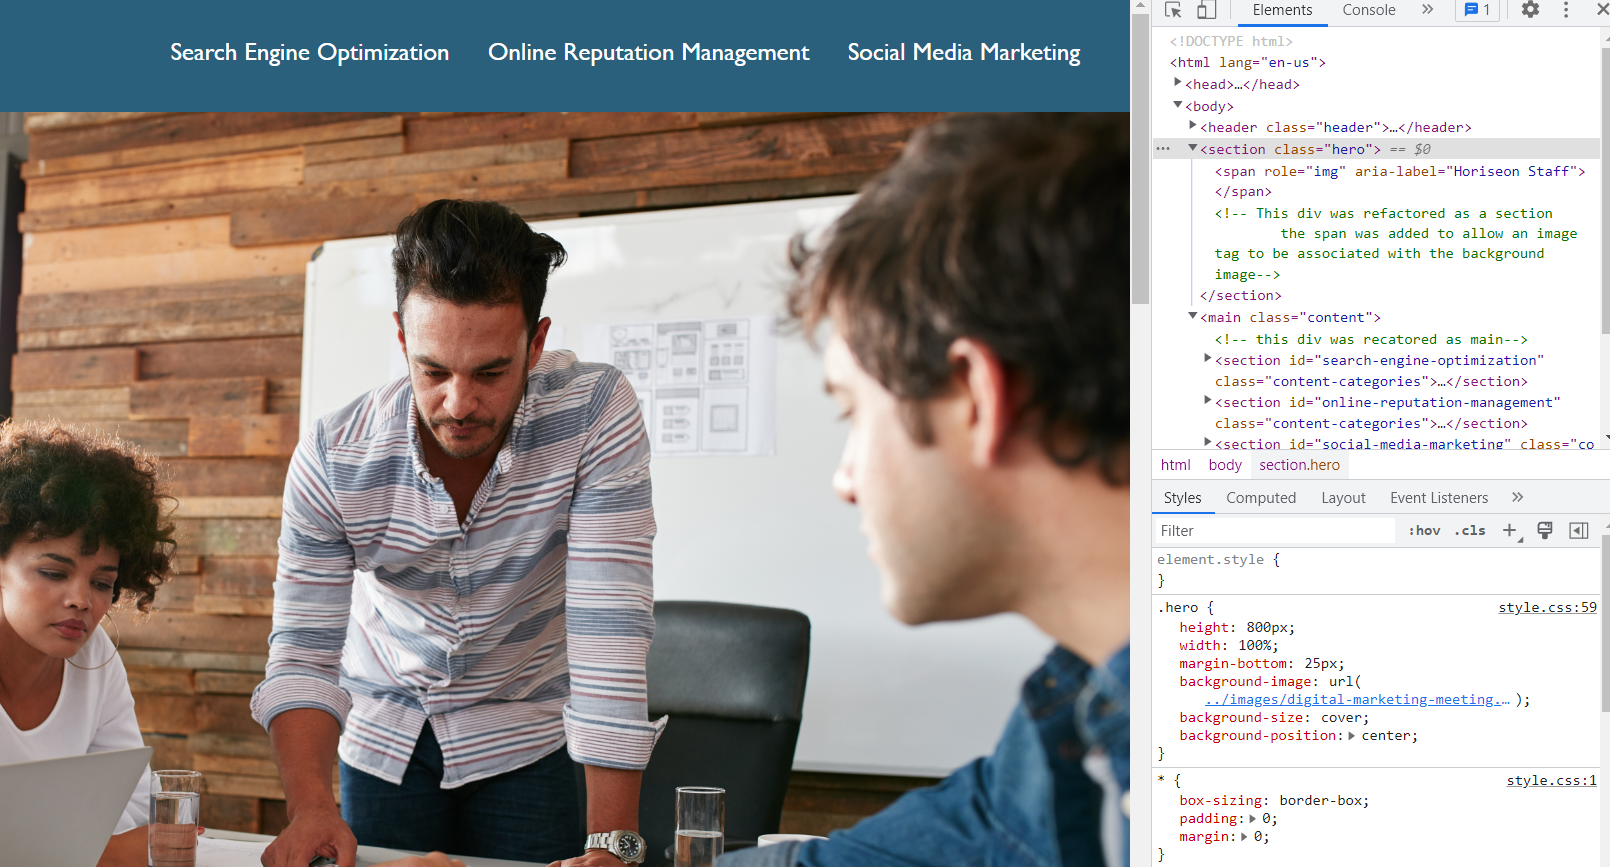 Search Engine Optimization Online Reputation Management Social Media Marketing
Elements Console » 1
<!DOCTYPE html>
<html lang="en-us">
<head>…</head>
<body>
<header class="header">…</header>
<section class="hero"> == $0
<span role="img" aria-label="Horiseon Staff">
</span>
<!-- This div was refactored as a section
the span was added to allow an image
tag to be associated with the background
image-->
</section>
<main class="content">
<!-- this div was recatored as main-->
<section id="search-engine-optimization"
class="content-categories">…</section>
<section id="online-reputation-management"
class="content-categories">…</section>
<section id="social-media-marketing" class="co
html body section.hero
Styles Computed Layout Event Listeners »
Filter :hov .cls +
element.style {
}
.hero { style.css:59
height: 800px;
width: 100%;
margin-bottom: 25px;
background-image: url(
../images/digital-marketing-meeting.… );
background-size: cover;
background-position: center;
}
* { style.css:1
box-sizing: border-box;
padding: 0;
margin: 0;
}